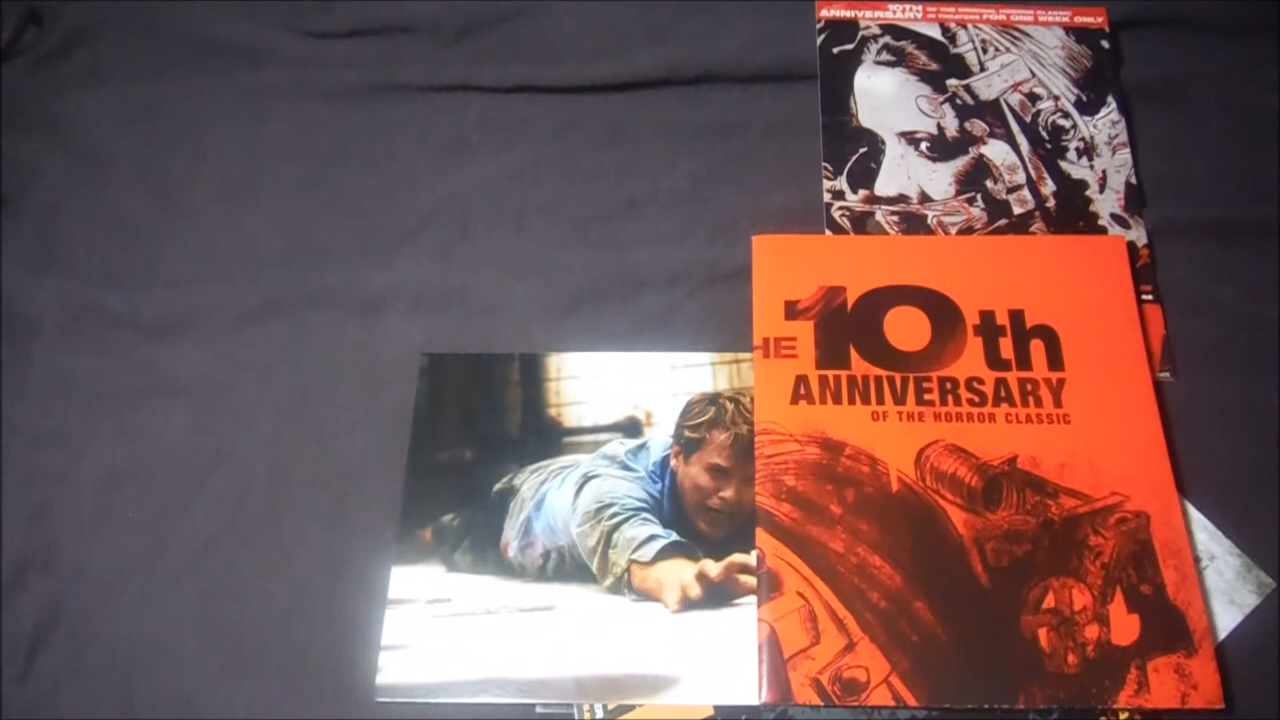 10TH
ANNIVERSARY
OF THE ORIGINAL HORROR CLASSIC
IN THEATERS FOR ONE WEEK ONLY
HE 10th
ANNIVERSARY
OF THE HORROR CLASSIC